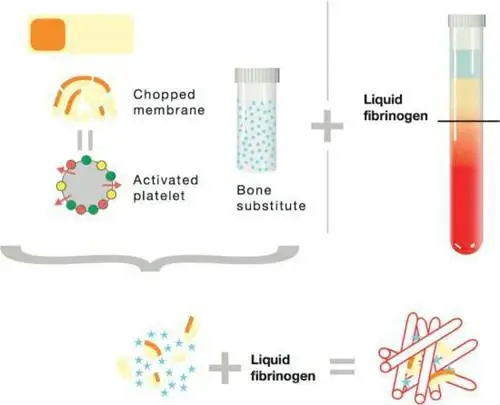 Chopped
membrane
Activated
platelet
Bone
substitute
Liquid
fibrinogen
Liquid
fibrinogen